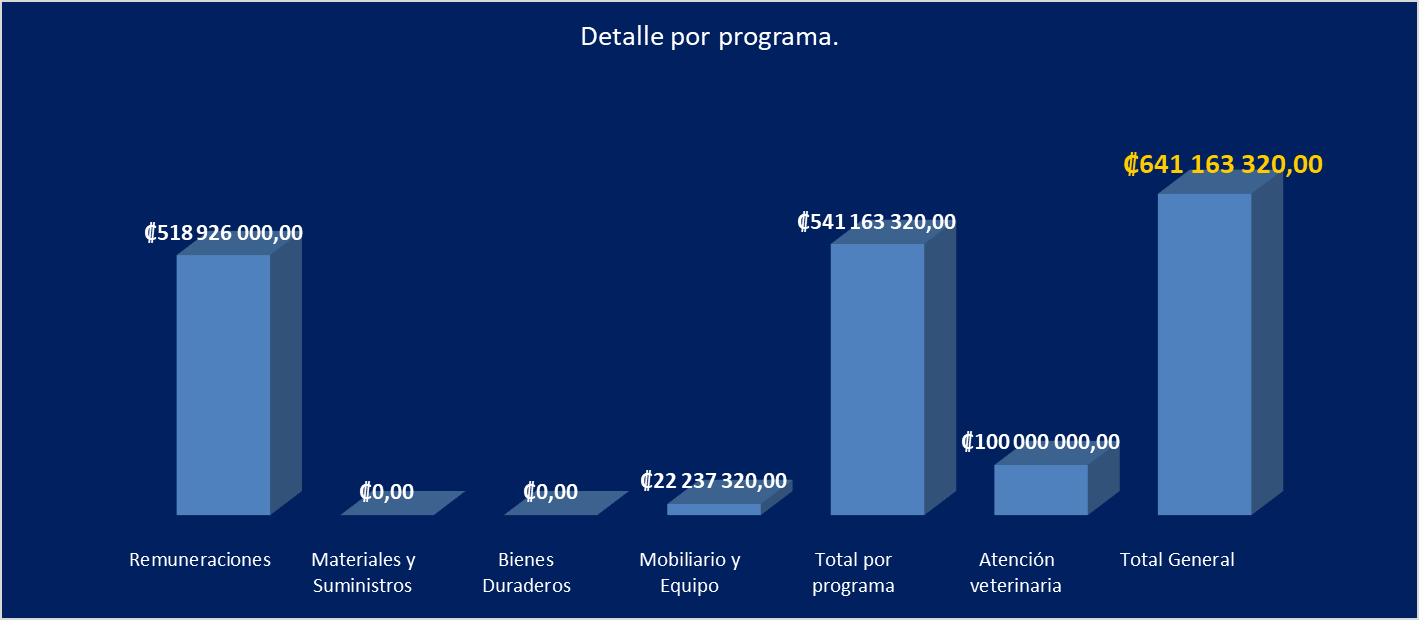 Detalle por programa.
₡641 163 320,00
₡541 163 320,00
₡518 926 000,00
₡100 000 000,00
₡22 237 320,00
₡0,00
₡0,00
Remuneraciones
Materiales y
Suministros
Bienes
Duraderos
Mobiliario y
Equipo
Total por
programa
Atención
veterinaria
Total General